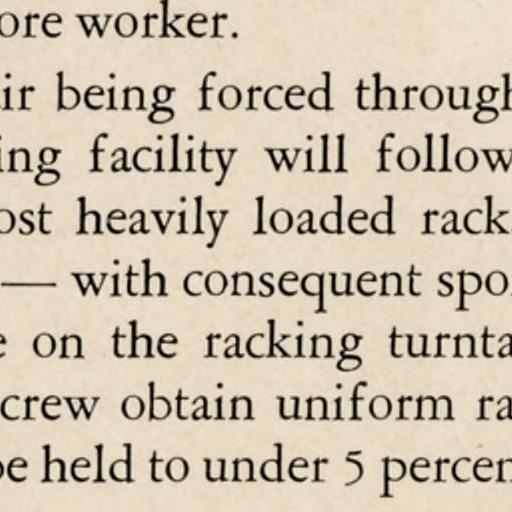 ore worker.
ir being forced through
ing facility will follow
ost heavily loaded rack
— with consequent spo
e on the racking turnta
crew obtain uniform ra
be held to under 5 percen